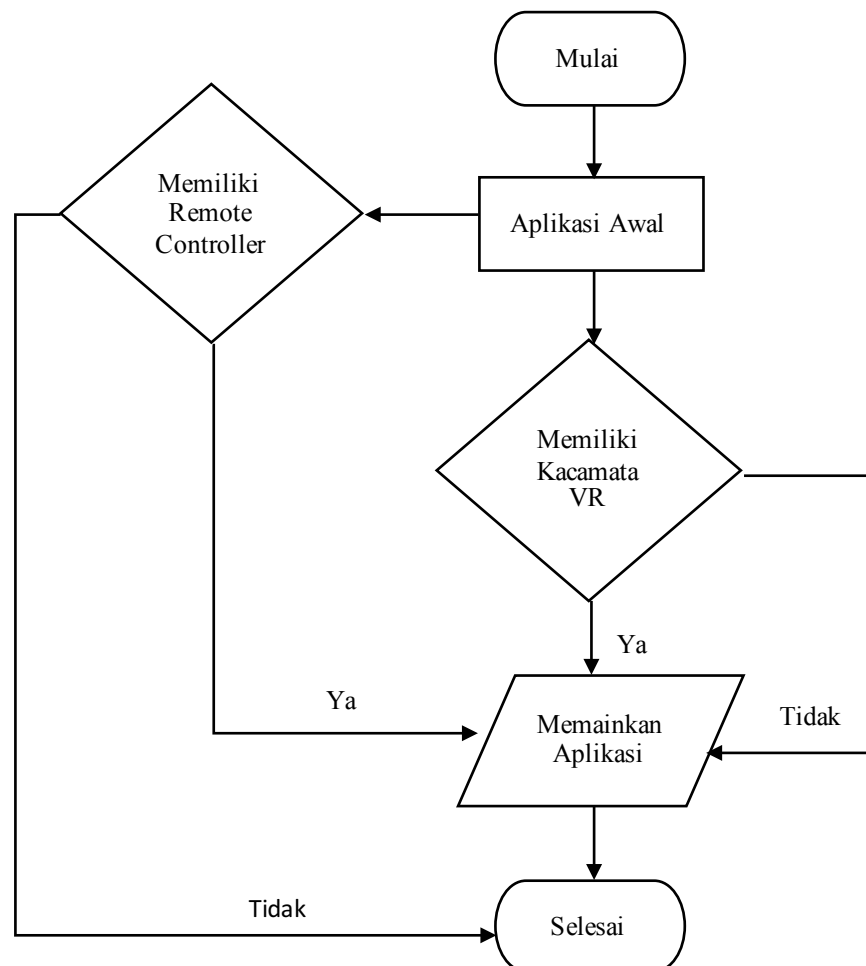 Mulai
Memiliki
Remote
Controller
Aplikasi Awal
Memiliki
Kacamata
VR
Ya
Ya
Memainkan
Aplikasi
Tidak
Tidak
Selesai